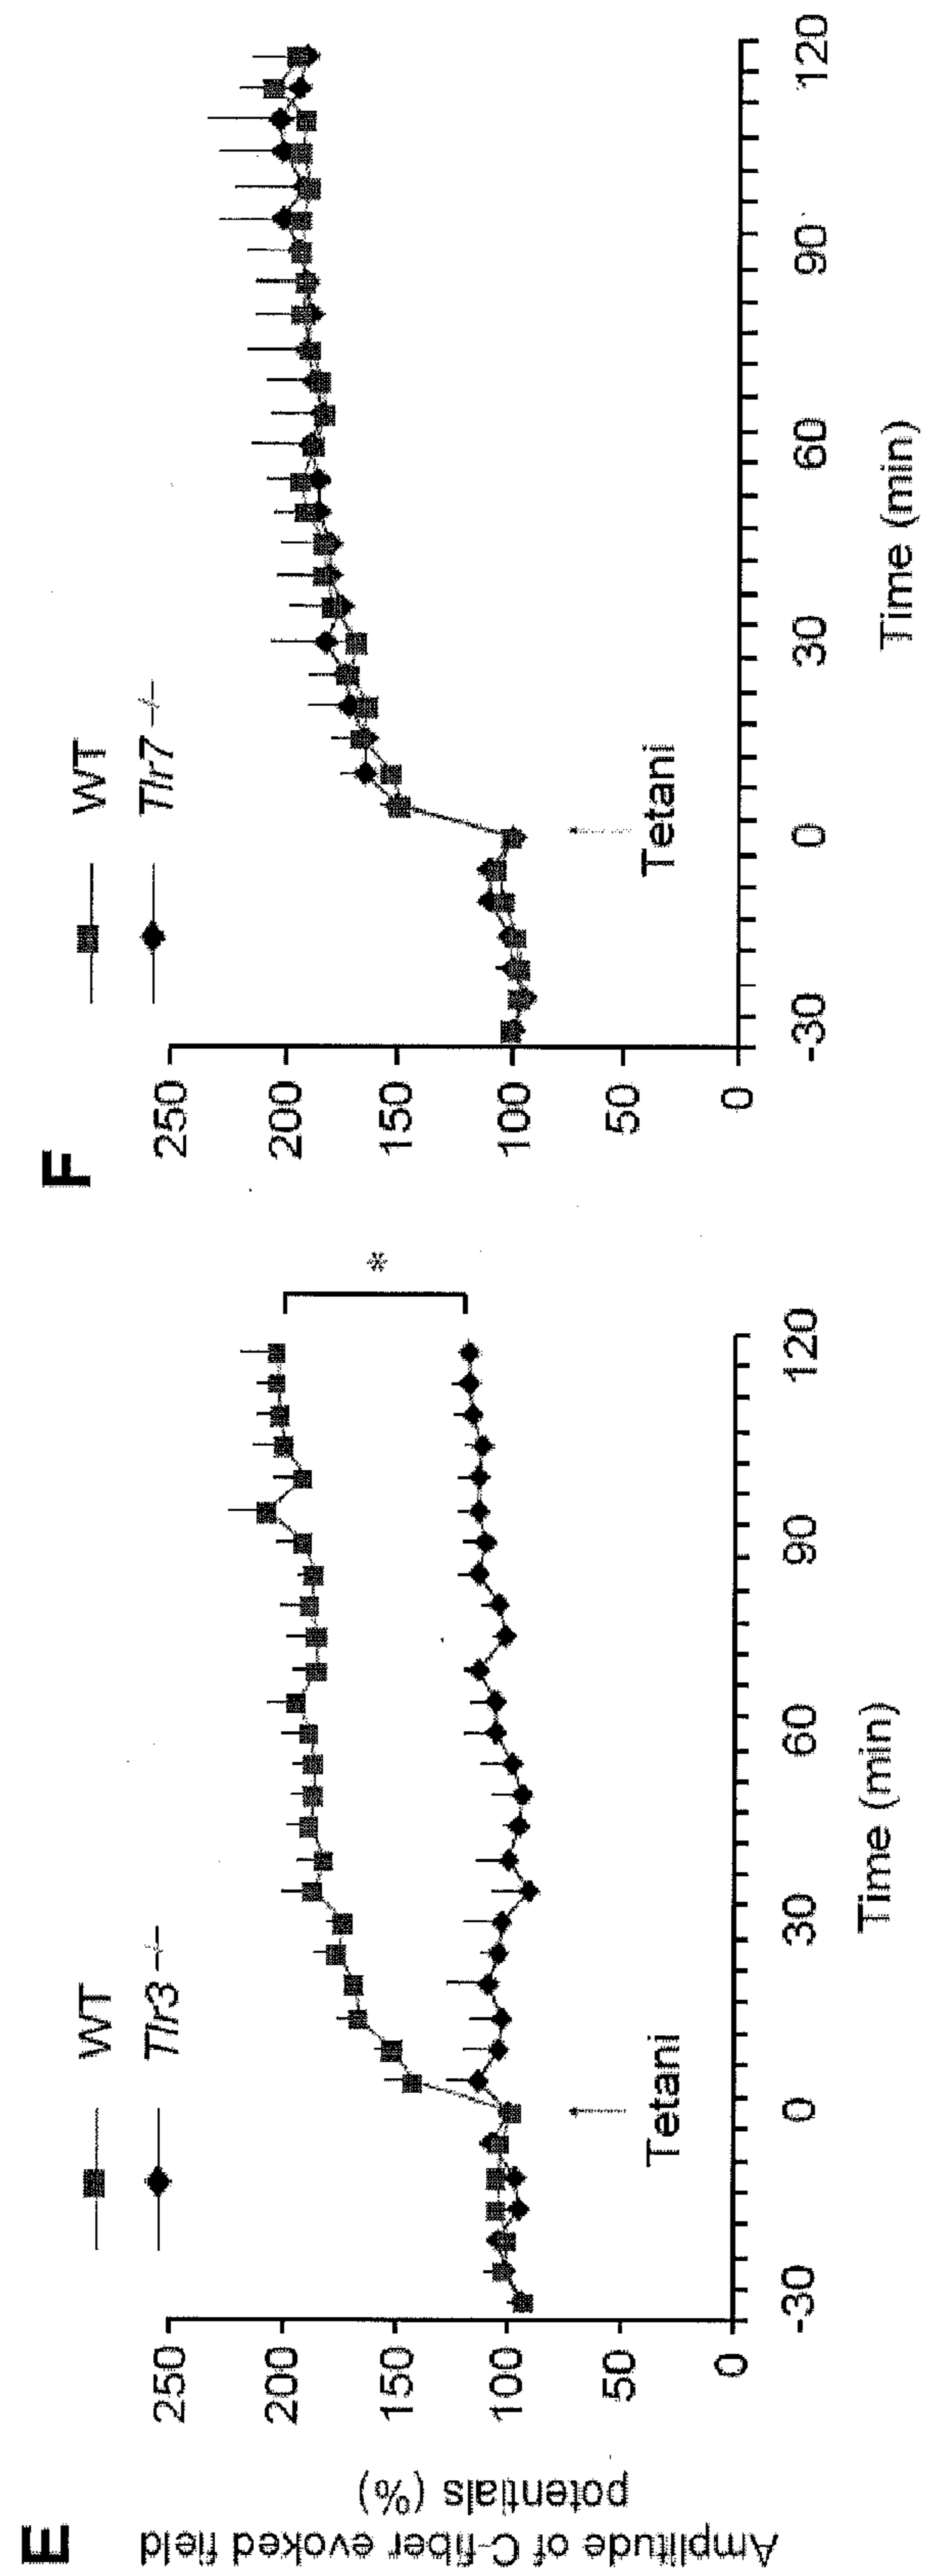 E
Amplitude of C-fiber evoked field
potentials (%)
250
200
150
100
50
0
WT
Tlr3 –/–
*
Tetani
-30
0
30
60
90
120
Time (min)
F
250
200
150
100
50
0
WT
Tlr7 –/–
Tetani
-30
0
30
60
90
120
Time (min)